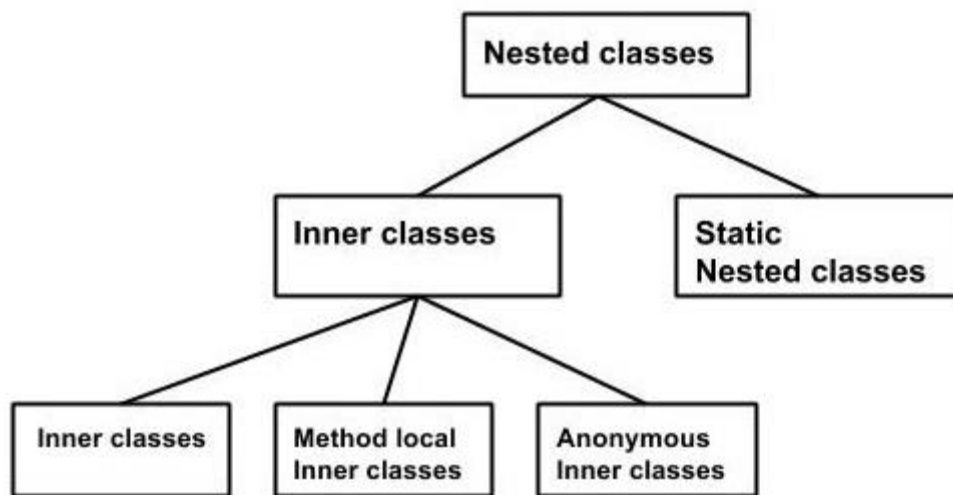 Nested classes
Inner classes
Static
Nested classes
Inner classes
Method local
Inner classes
Anonymous
Inner classes